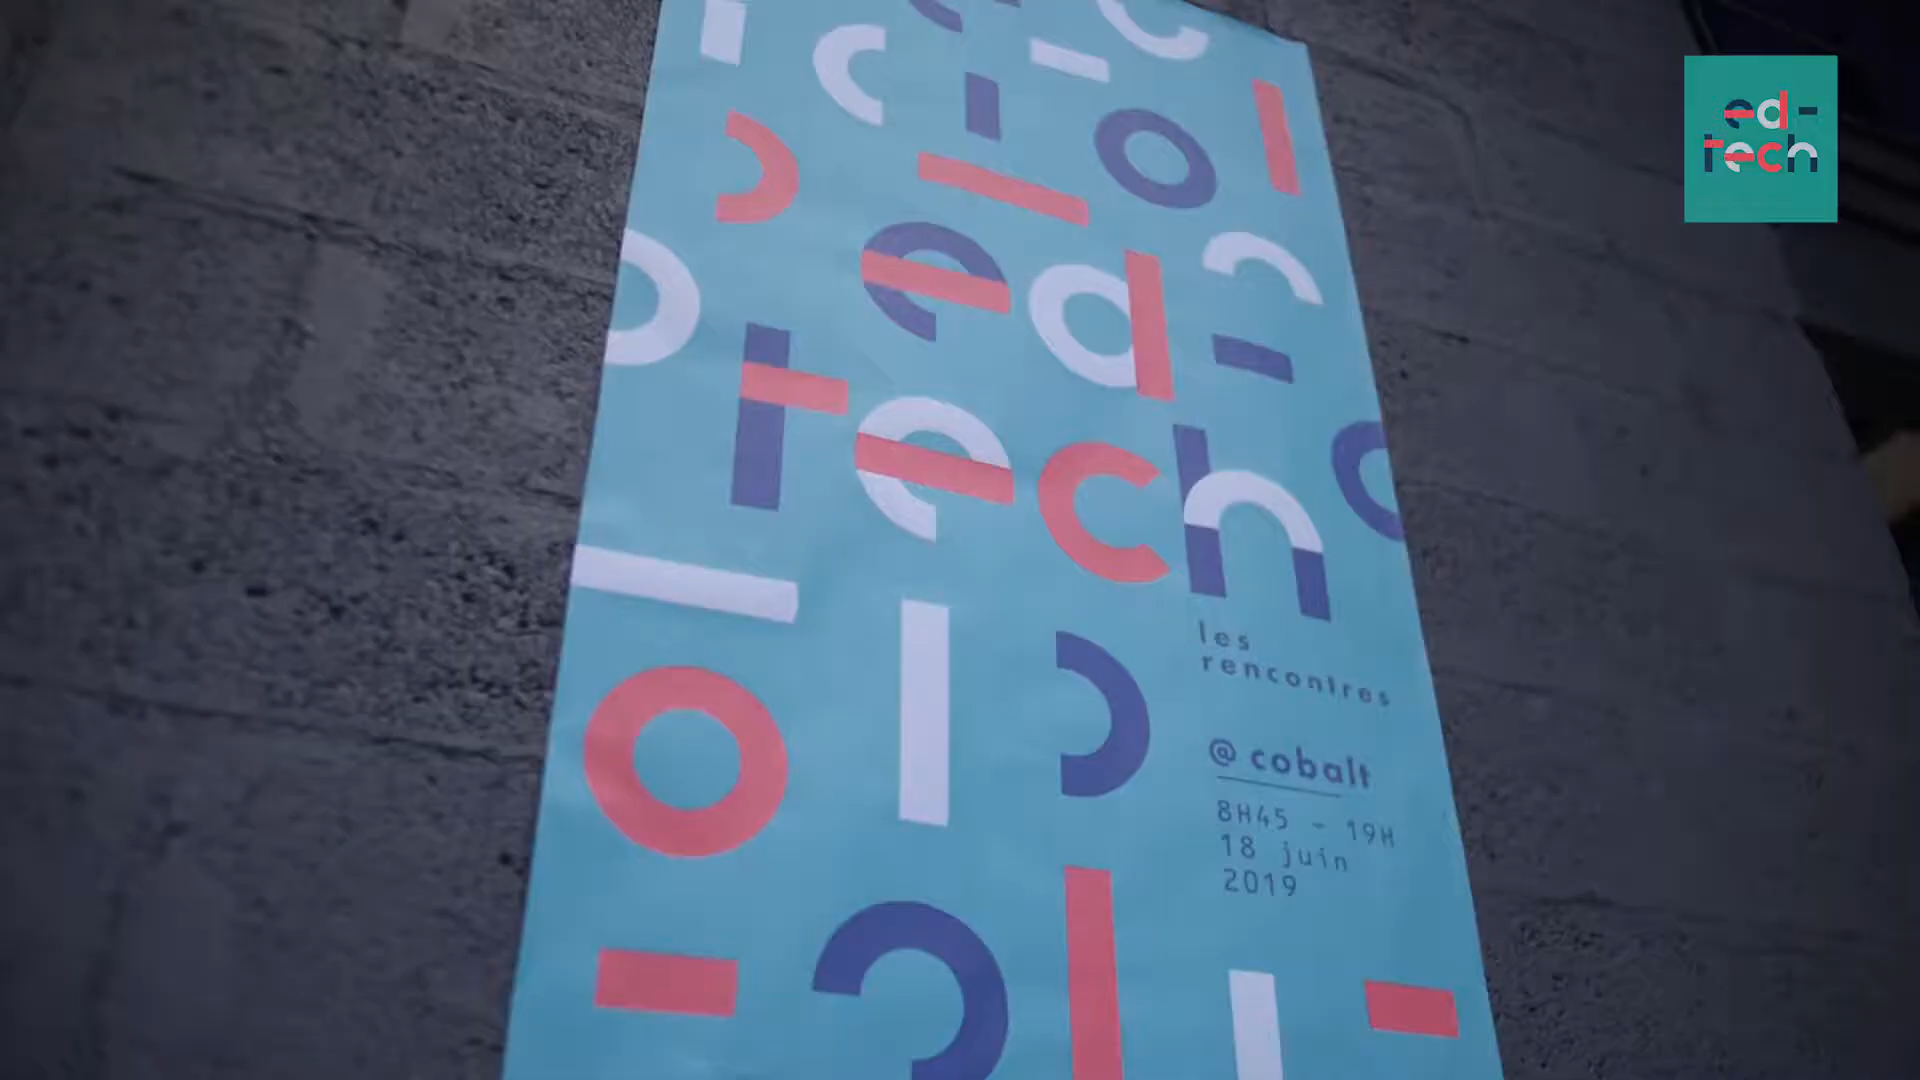 ed-
tech
les
rencontres
@ cobalt
8H45 - 19H
18 juin
2019
ed-
tech